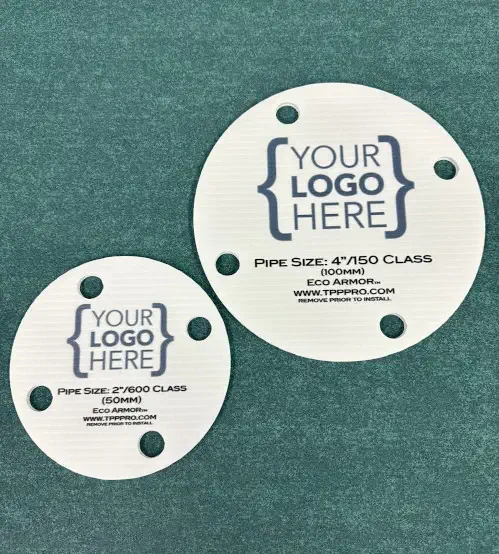 {YOUR
LOGO
HERE}
PIPE SIZE: 4"/150 CLASS
(100MM)
ECO ARMOR™
WWW.TPPPRO.COM
REMOVE PRIOR TO INSTALL
{YOUR
LOGO
HERE}
PIPE SIZE: 2"/600 CLASS
(50MM)
ECO ARMOR™
WWW.TPPPRO.COM
REMOVE PRIOR TO INSTALL